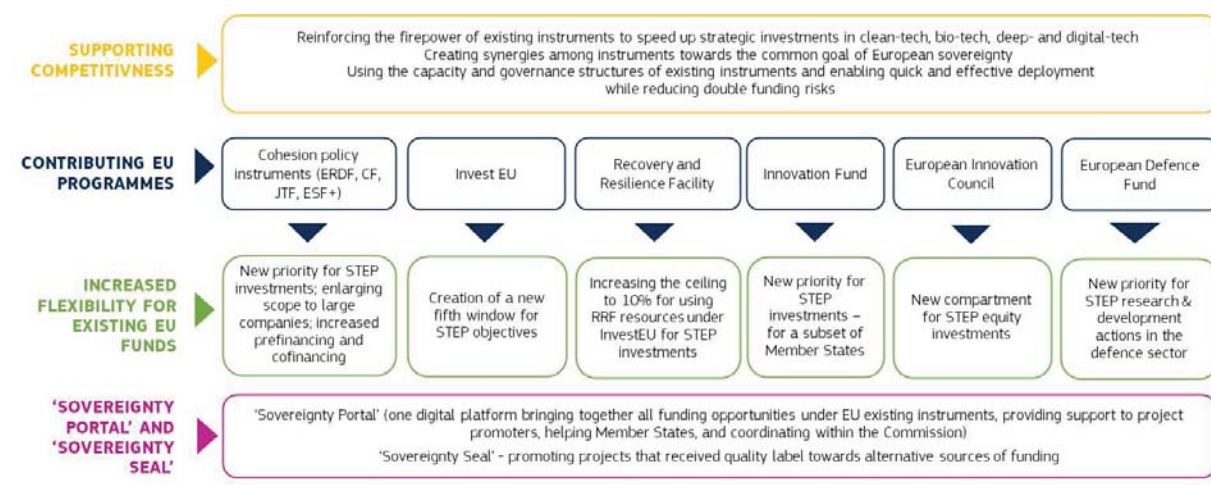 SUPPORTING
COMPETITIVNESS
Reinforcing the firepower of existing instruments to speed up strategic investments in clean-tech, bio-tech, deep- and digital-tech
Creating synergies among instruments towards the common goal of European sovereignty
Using the capacity and governance structures of existing instruments and enabling quick and effective deployment
while reducing double funding risks
CONTRIBUTING EU
PROGRAMMES
Cohesion policy
instruments (ERDF, CF,
JTF, ESF+)
Invest EU
Recovery and
Resilience Facility
Innovation Fund
European Innovation
Council
European Defence
Fund
INCREASED
FLEXIBILITY FOR
EXISTING EU
FUNDS
New priority for STEP
investments; enlarging
scope to large
companies; increased
prefinancing and
cofinancing
Creation of a new
fifth window for
STEP objectives
Increasing the ceiling
to 10% for using
RRF resources under
InvestEU for STEP
investments
New priority for
STEP
investments –
for a subset of
Member States
New compartment
for STEP equity
investments
New priority for
STEP research &
development
actions in the
defence sector
'SOVEREIGNTY
PORTAL' AND
'SOVEREIGNTY
SEAL'
'Sovereignty Portal' (one digital platform bringing together all funding opportunities under EU existing instruments, providing support to project
promoters, helping Member States, and coordinating within the Commission)
'Sovereignty Seal' - promoting projects that received quality label towards alternative sources of funding